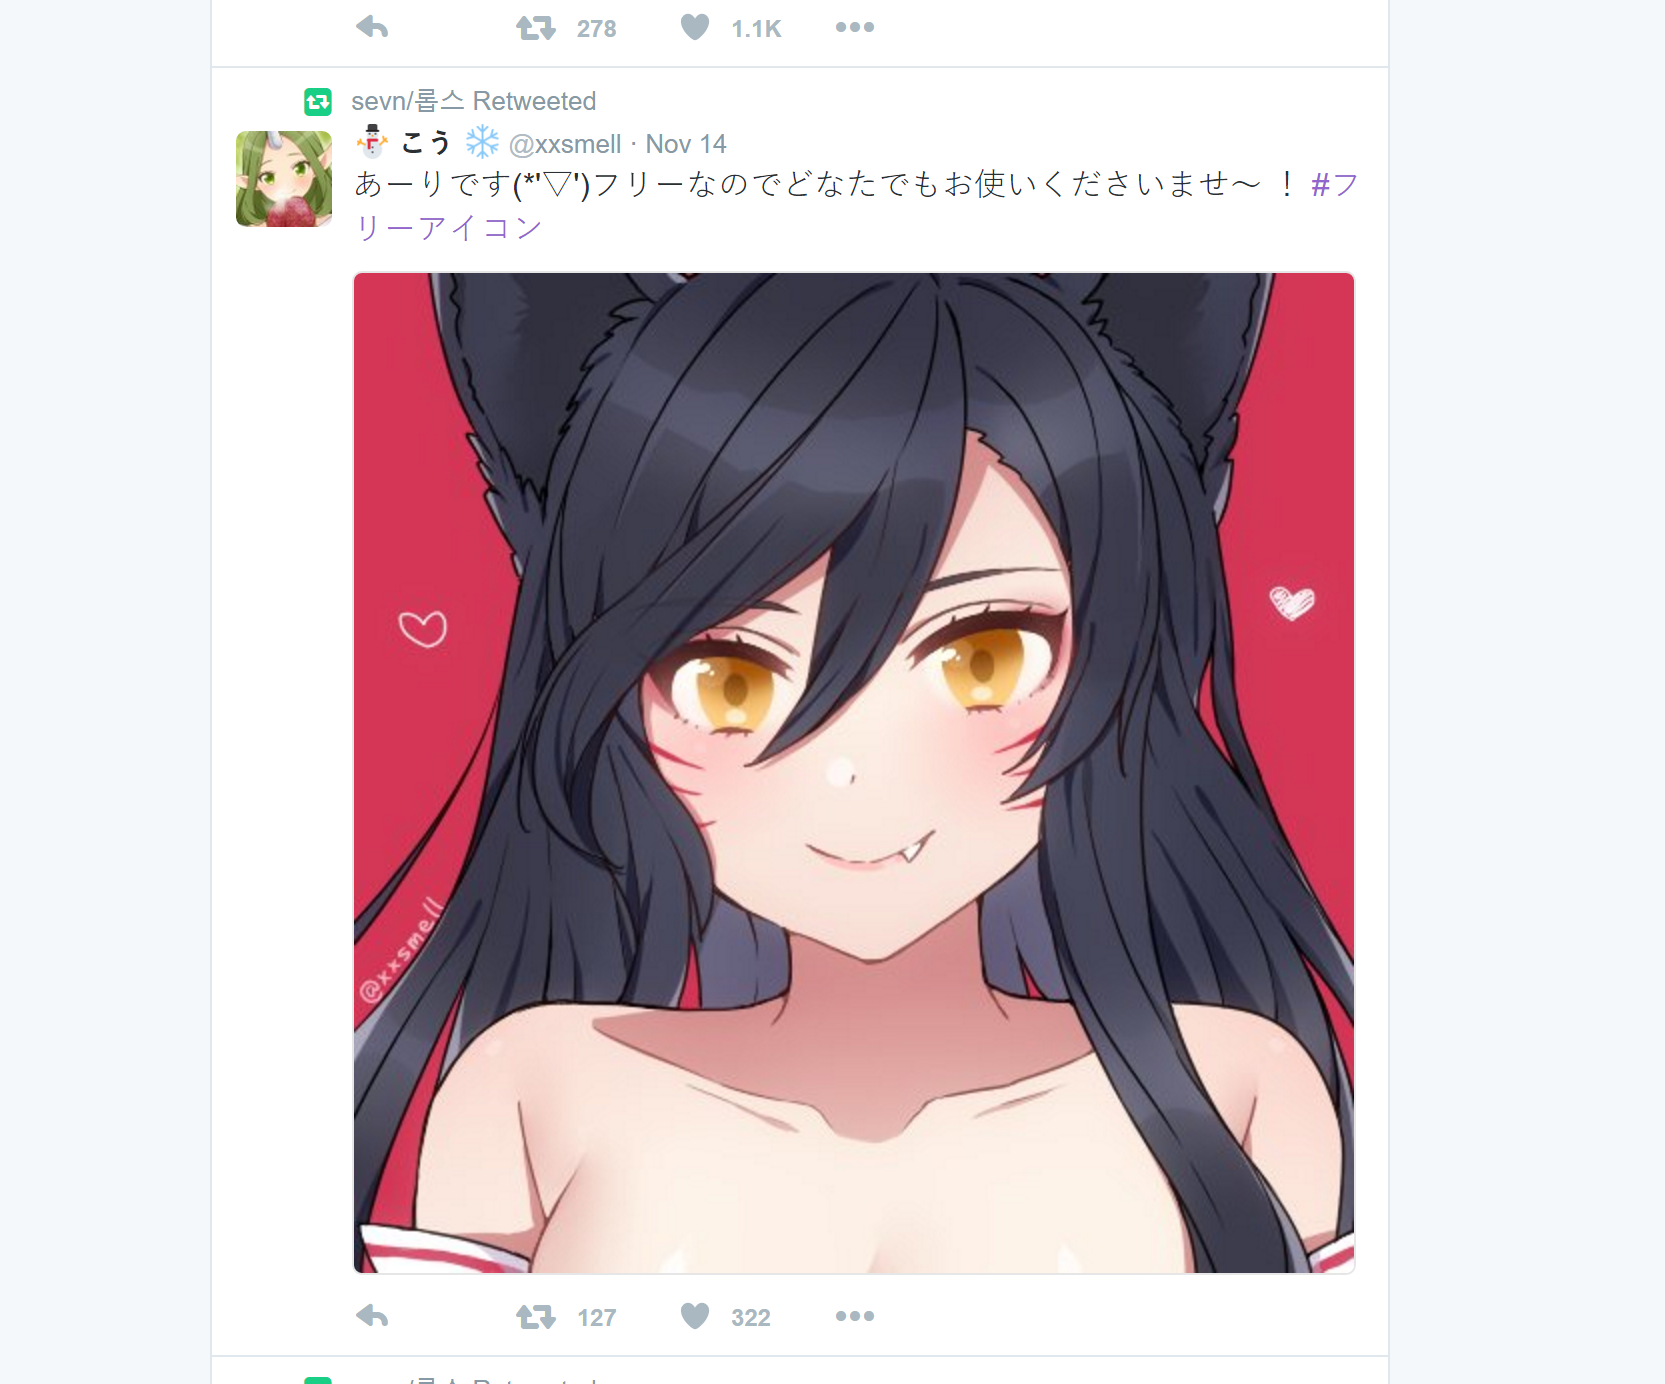 278 1.1K
sevn/롭스 Retweeted
こう @xxsmell · Nov 14
あーりです(*'▽')フリーなのでどなたでもお使いくださいませ～ ！ #フ
リーアイコン
@xxsmell
127 322